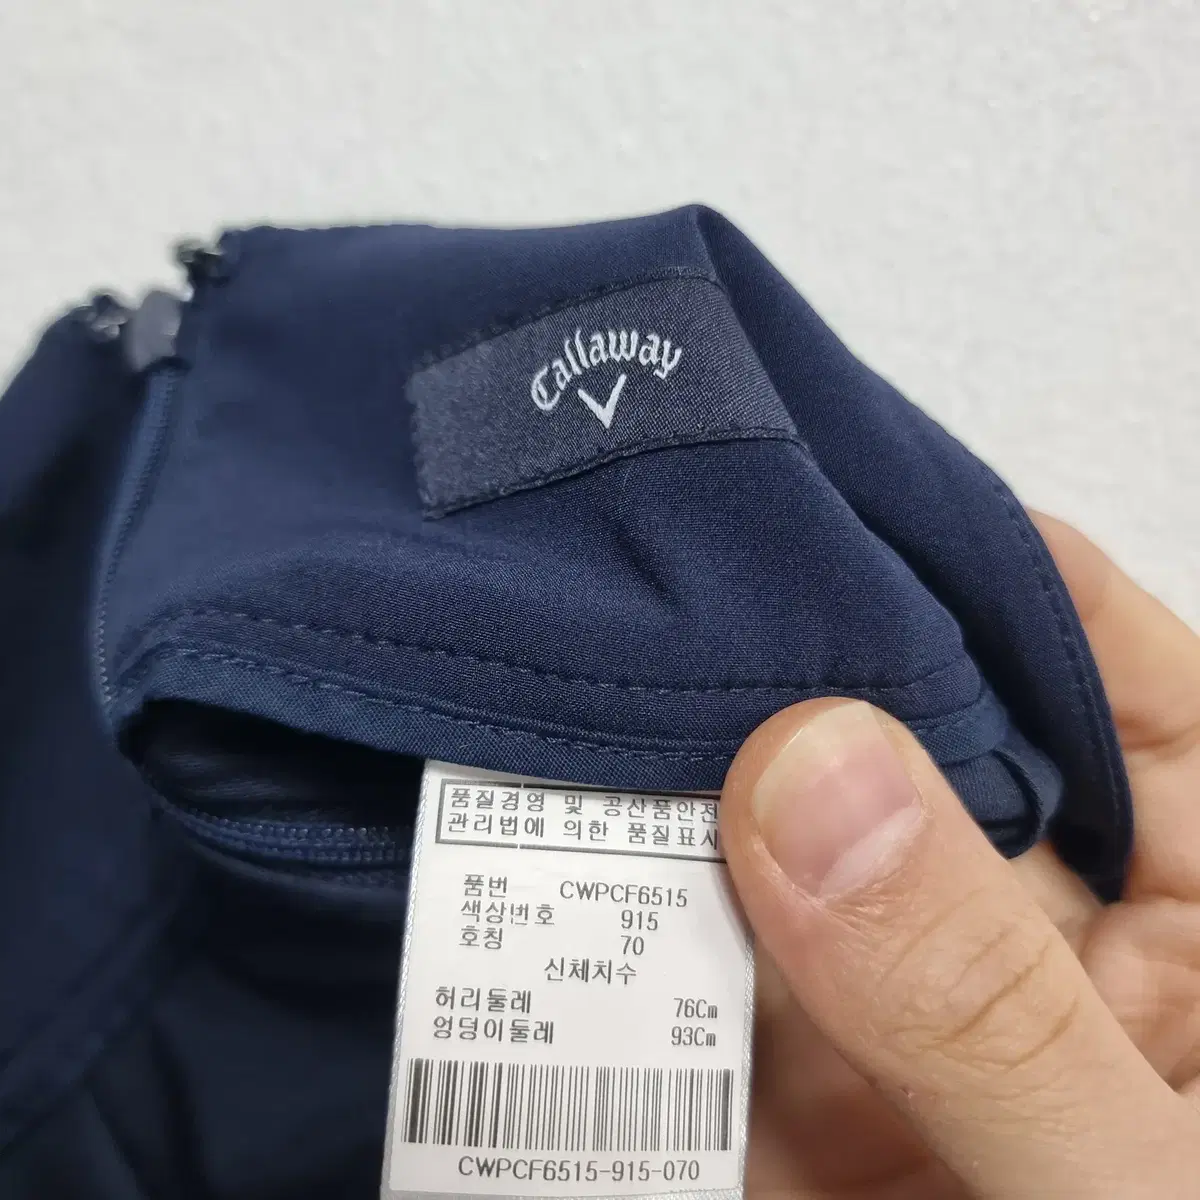 Callaway
품질경영 및 공산품안전
관리법에 의한 품질표시
품번 CWPCF6515
색상번호 915
호칭 70
신체치수
허리둘레 76Cm
엉덩이둘레 93Cm
CWPCF6515-915-070